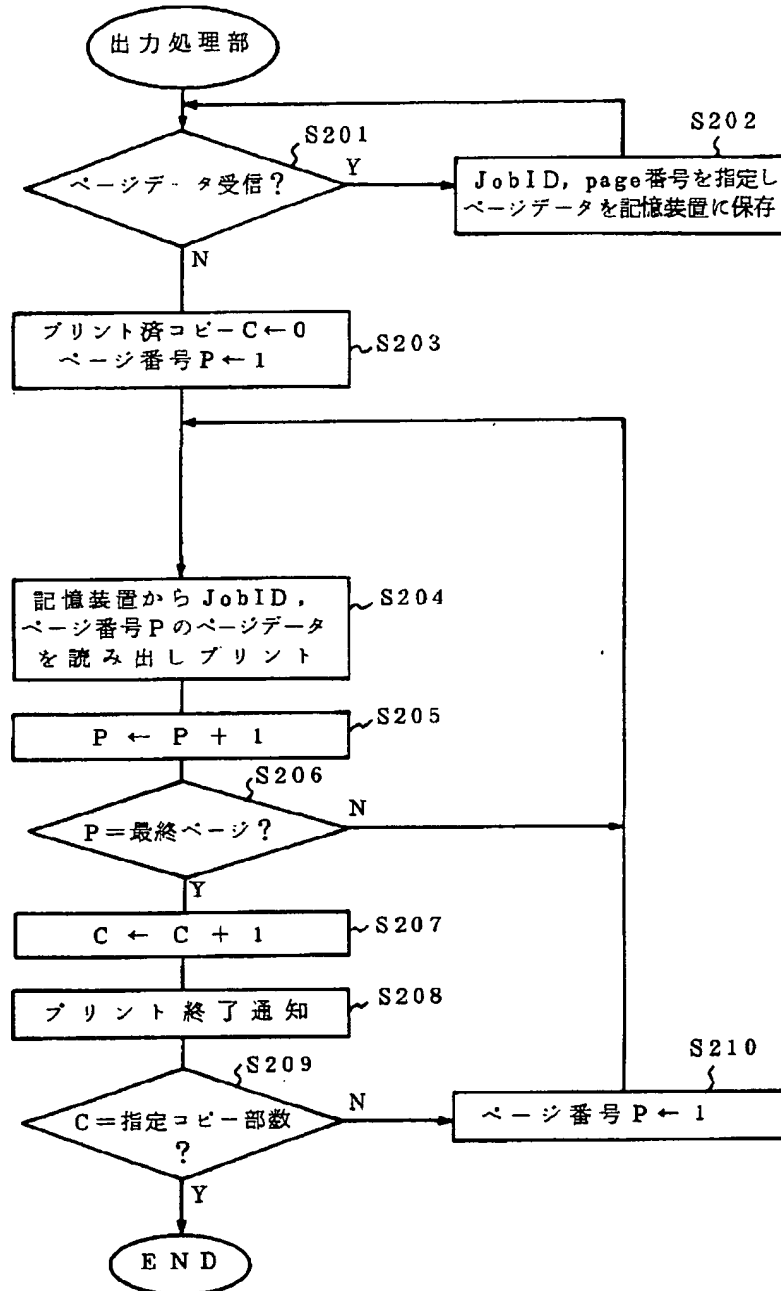 出力処理部
S201
ページデータ受信?
Y
N
S202
JobID, page番号を指定し
ページデータを記憶装置に保存
プリント済コピーC←0
ページ番号P←1
S203
記憶装置からJobID,
ページ番号Pのページデータ
を読み出しプリント
S204
P ← P + 1
S205
S206
P=最終ページ?
N
Y
C ← C + 1
S207
プリント終了通知
S208
S209
C=指定コピー部数
?
N
Y
S210
ページ番号P←1
END